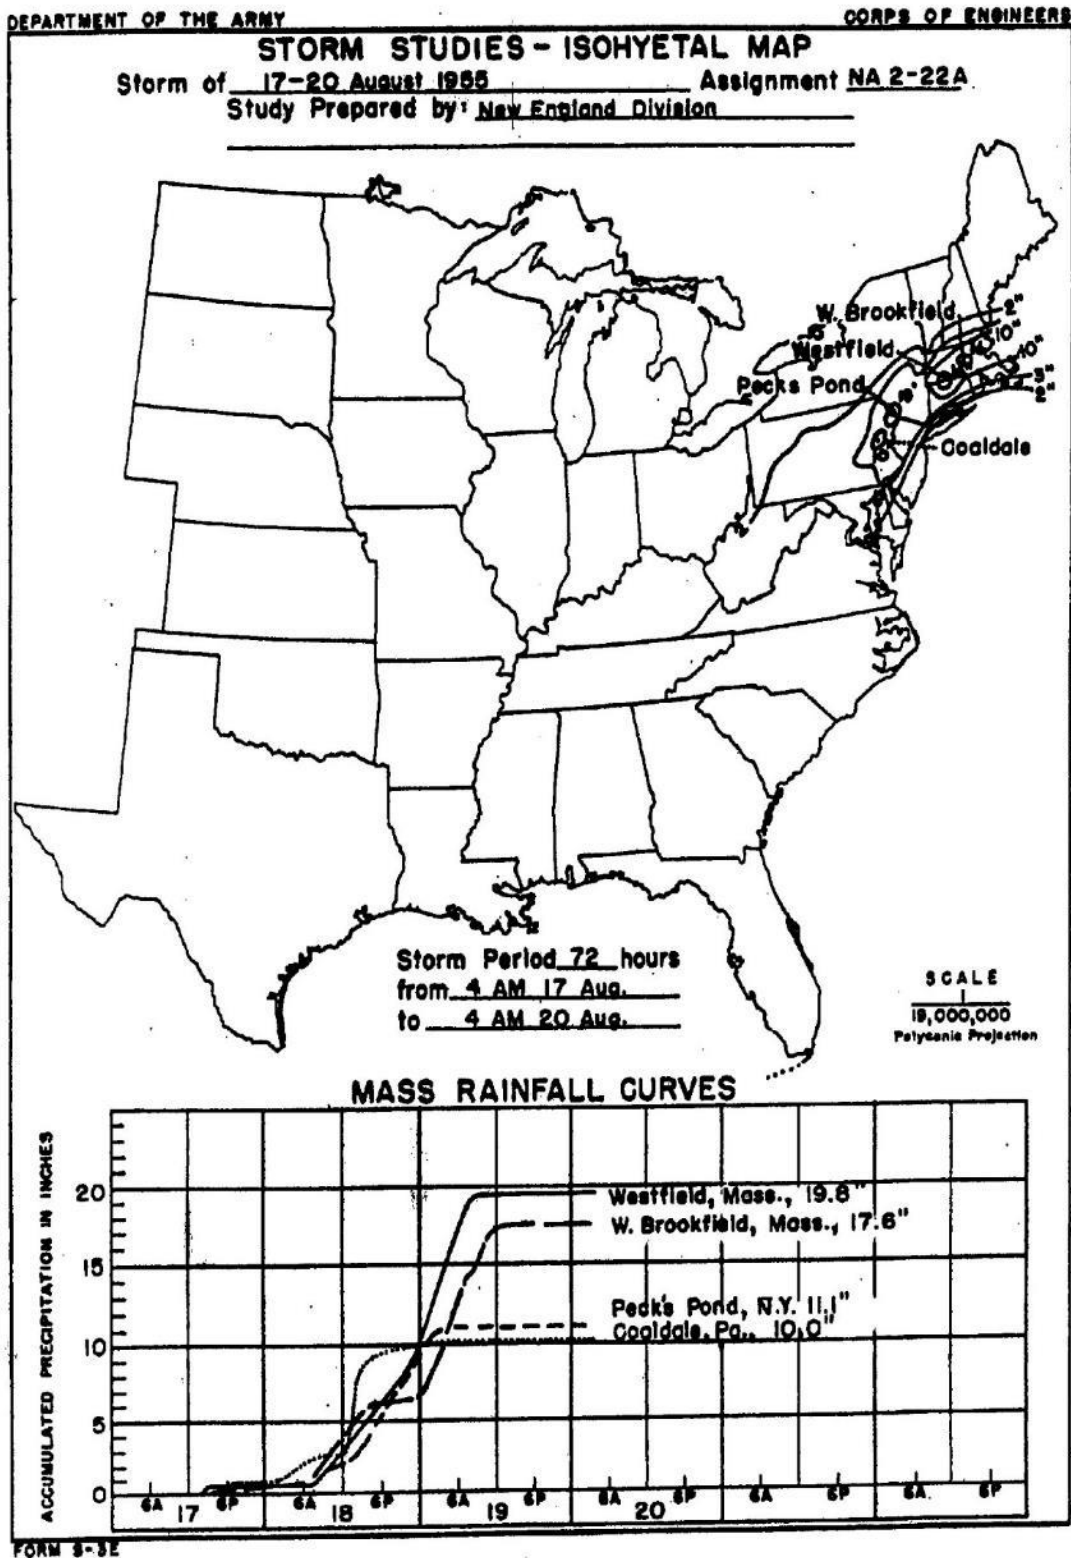 DEPARTMENT OF THE ARMY CORPS OF ENGINEERS
STORM STUDIES - ISOHYETAL MAP
Storm of 17-20 August 1955 Assignment NA 2-22A
Study Prepared by: New England Division
W. Brookfield
2"
10"
Westfield
10"
Pecks Pond
3"
2"
Coaldale
Storm Period 72 hours
from 4 AM 17 Aug.
to 4 AM 20 Aug.
SCALE
1
19,000,000
Polyconic Projection
MASS RAINFALL CURVES
ACCUMULATED PRECIPITATION IN INCHES
20
15
10
5
0
Westfield, Mass., 19.8"
W. Brookfield, Mass., 17.6"
Peck's Pond, N.Y. 11.1"
Coaldale, Pa., 10.0"
6A 6P 6A 6P 6A 6P 6A 6P 6A 6P 6A 6P
17 18 19 20
FORM S-3E